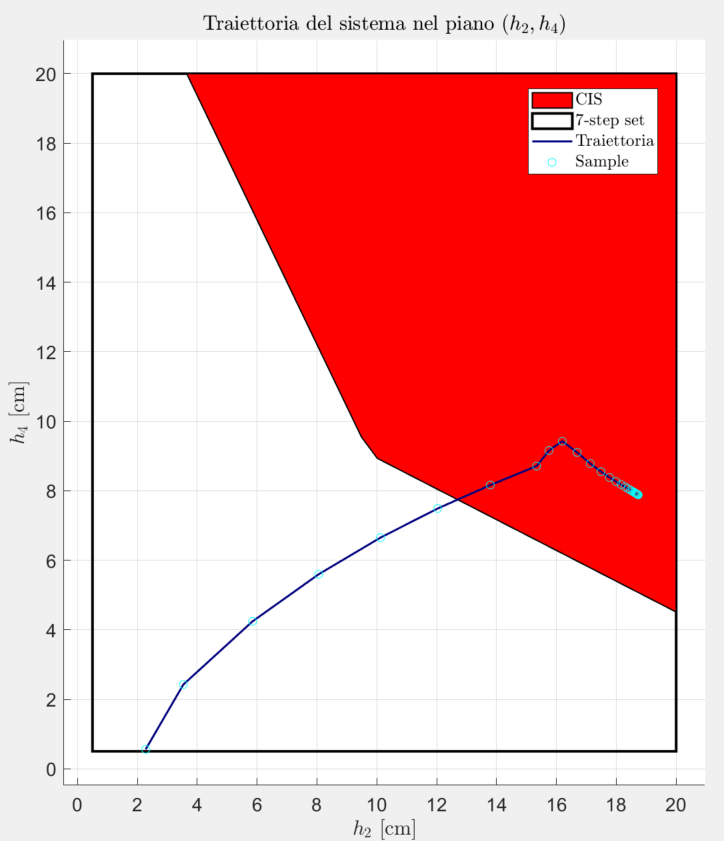 Traiettoria del sistema nel piano (h₂, h₄)
20
18
16
14
12
10
8
6
4
2
0
h₄ [cm]
CIS
7-step set
Traiettoria
Sample
0 2 4 6 8 10 12 14 16 18 20
h₂ [cm]